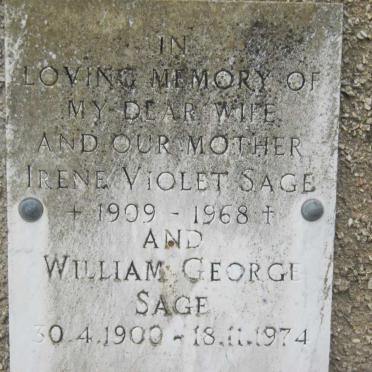 IN
LOVING MEMORY OF
MY DEAR WIFE
AND OUR MOTHER
IRENE VIOLET SAGE
+ 1909 - 1968 +
AND
WILLIAM GEORGE
SAGE
30.4.1900 - 18.11.1974